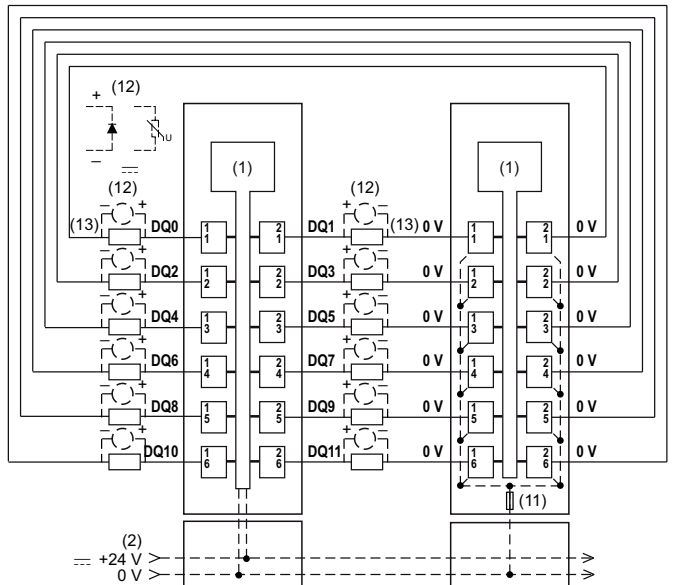 (12)
+
U
−
(1) (1)
(12) (12)
− + + −
(13) DQ0 1 1 2 1 DQ1 (13) 0 V 1 1 2 1 0 V
− + + −
DQ2 1 2 2 2 DQ3 0 V 1 2 2 2 0 V
− + + −
DQ4 1 3 2 3 DQ5 0 V 1 3 2 3 0 V
− + + −
DQ6 1 4 2 4 DQ7 0 V 1 4 2 4 0 V
− + + −
DQ8 1 5 2 5 DQ9 0 V 1 5 2 5 0 V
− + + −
DQ10 1 6 2 6 DQ11 0 V 1 6 2 6 0 V
(11)
(2)
+24 V
0 V